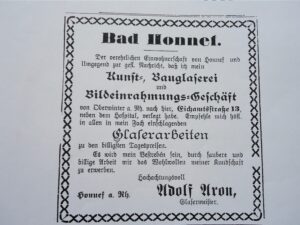 Bad Honnef.
Der verehrlichen Einwohnerschaft von Honnef und
Umgegend zur gefl. Nachricht, daß ich mein
Kunst-, Bauglaserei
und
Bildeinrahmungs-Geschäft
von Oberwinter a. Rh. nach hier, 13,
neben dem Hospital, verlegt habe. Empfehle mich höfl.
in allen in mein Fach einschlagenden
Glaserarbeiten
zu den billigsten Tagespreisen.
Es wird mein Bestreben sein, durch saubere und
billige Arbeit mir das Wohlwollen meiner Kundschaft
zu erwerben.
Hochachtungsvoll
Adolf Aron,
Honnef a. Rh. Glasermeister.